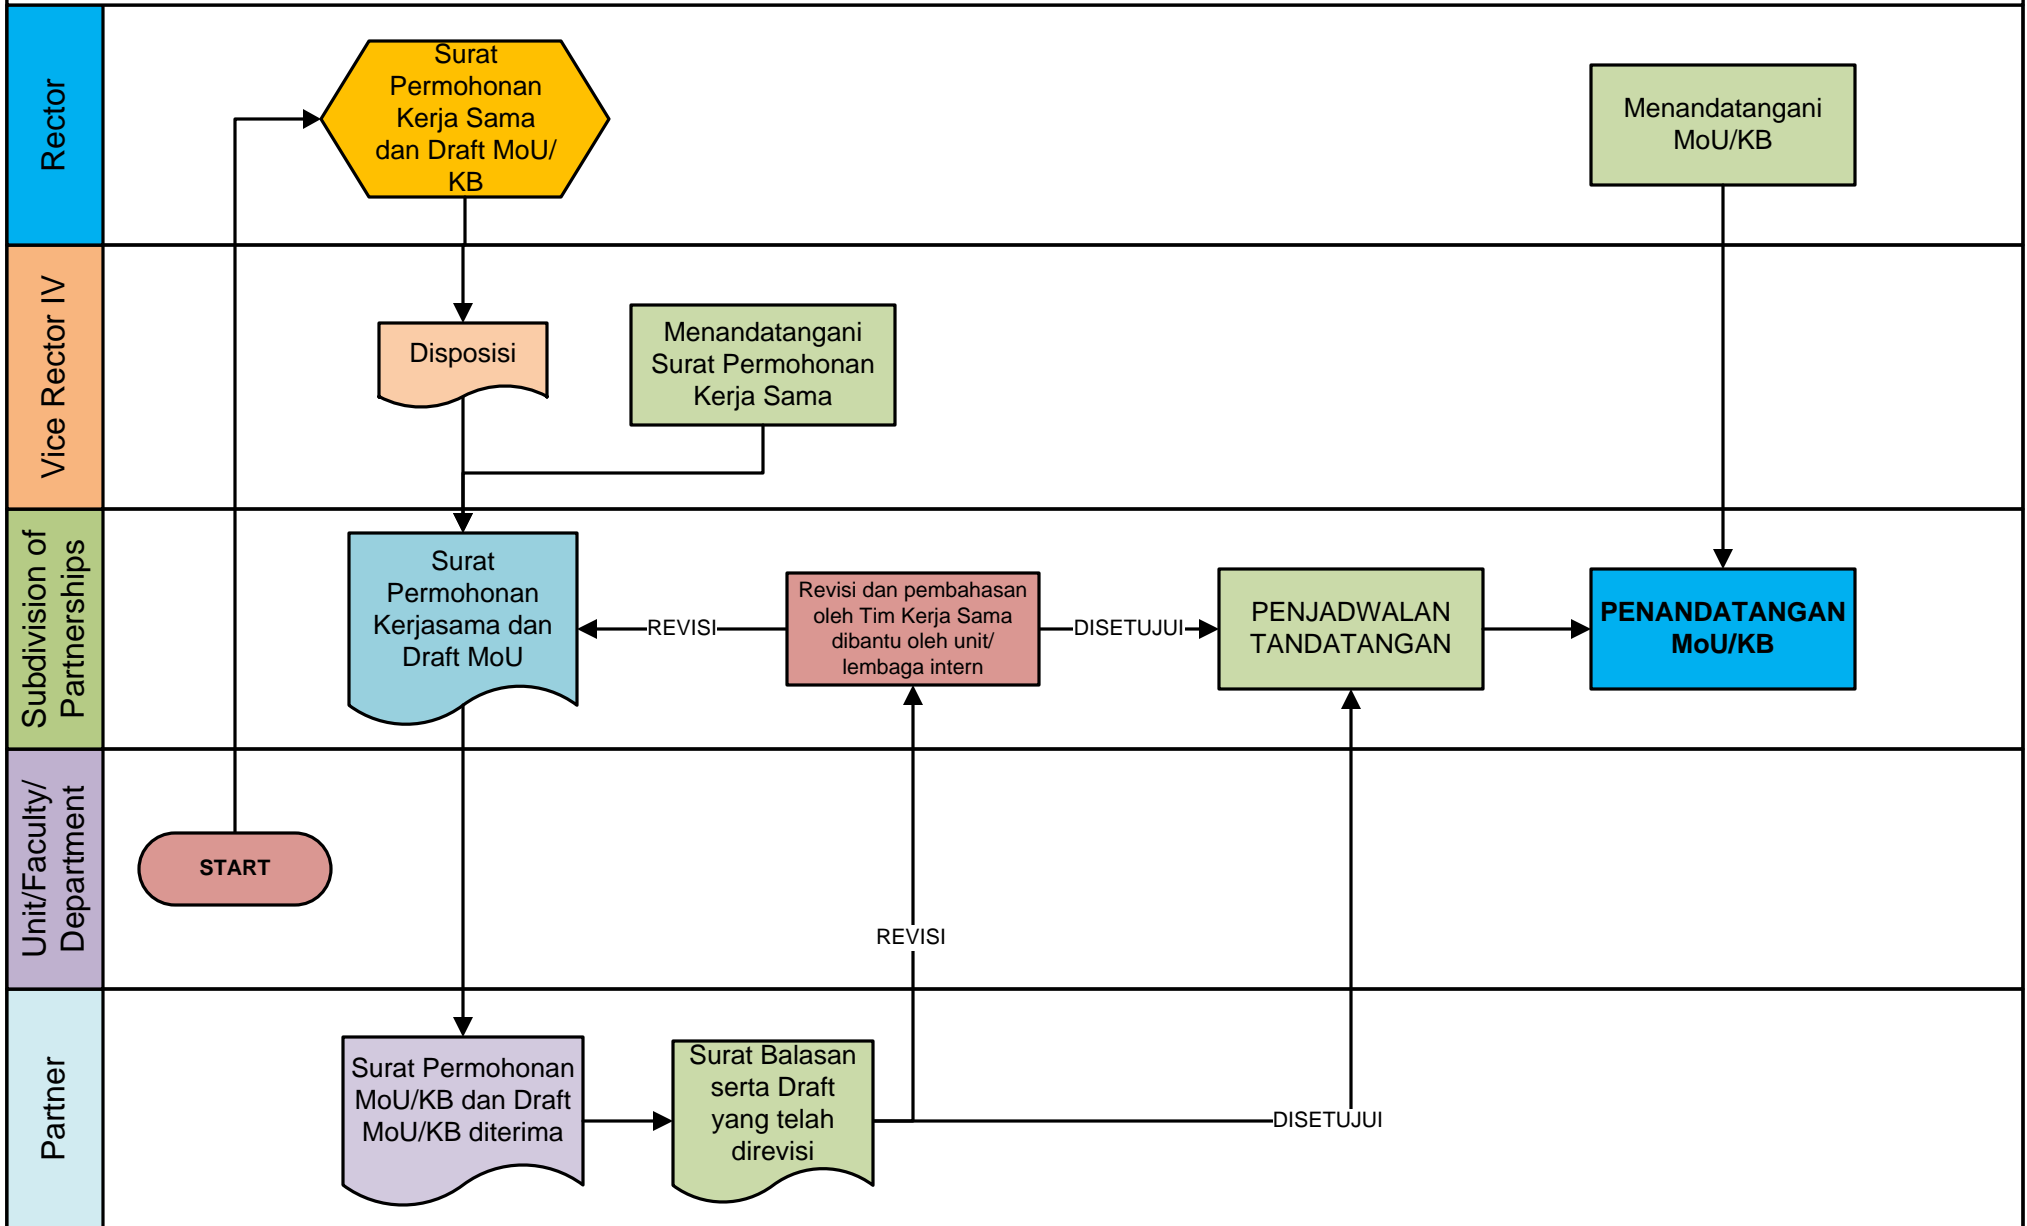 Rector
Surat
Permohonan
Kerja Sama
dan Draft MoU/
KB
Menandatangani
MoU/KB
Vice Rector IV
Disposisi
Menandatangani
Surat Permohonan
Kerja Sama
Subdivision of
Partnerships
Surat
Permohonan
Kerjasama dan
Draft MoU
REVISI
Revisi dan pembahasan
oleh Tim Kerja Sama
dibantu oleh unit/
lembaga intern
DISETUJUI
PENJADWALAN
TANDATANGAN
PENANDATANGAN
MoU/KB
Unit/Faculty/
Department
START
REVISI
Partner
Surat Permohonan
MoU/KB dan Draft
MoU/KB diterima
Surat Balasan
serta Draft
yang telah
direvisi
DISETUJUI